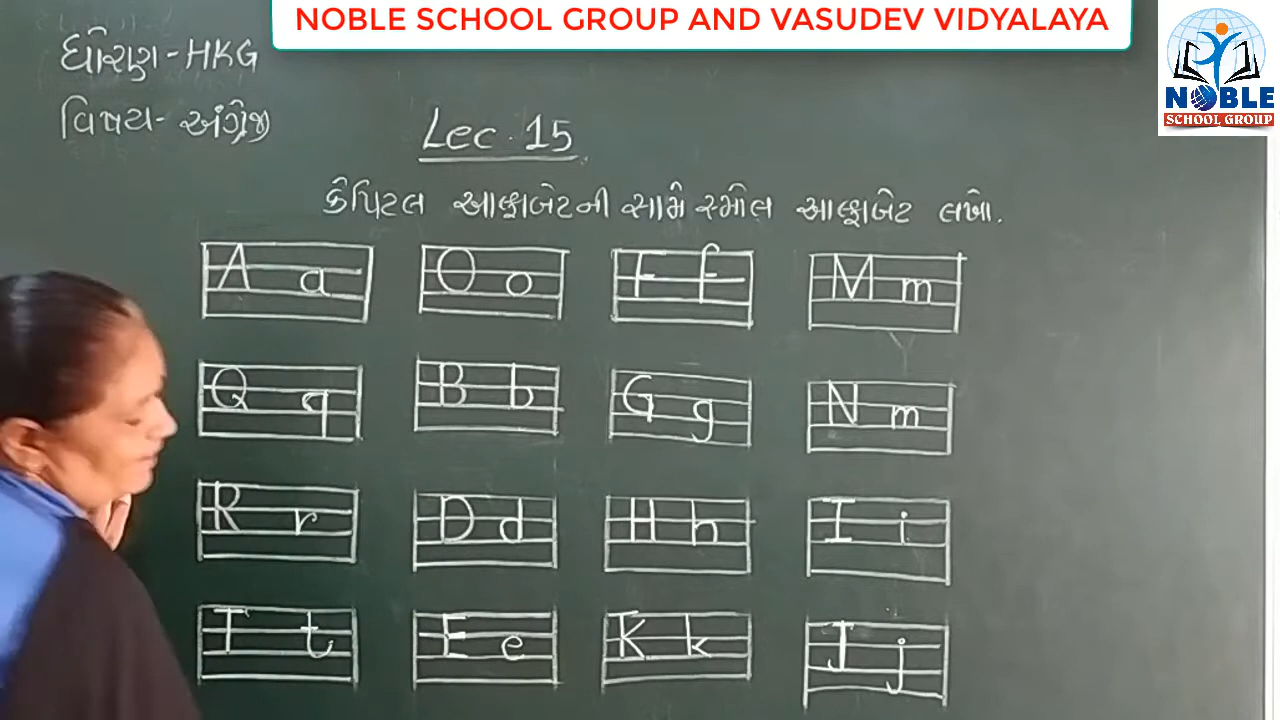 NOBLE SCHOOL GROUP AND VASUDEV VIDYALAYA
NOBLE
SCHOOL GROUP
ધોરણ - HKG
વિષય - અંગ્રેજી
Lec. 15
કેપિટલ આલ્ફાબેટની સામે સ્મોલ આલ્ફાબેટ લખો.
A a O o F f M m
Q q B b G g N m
R r D d H h I i
T t E e K k J j